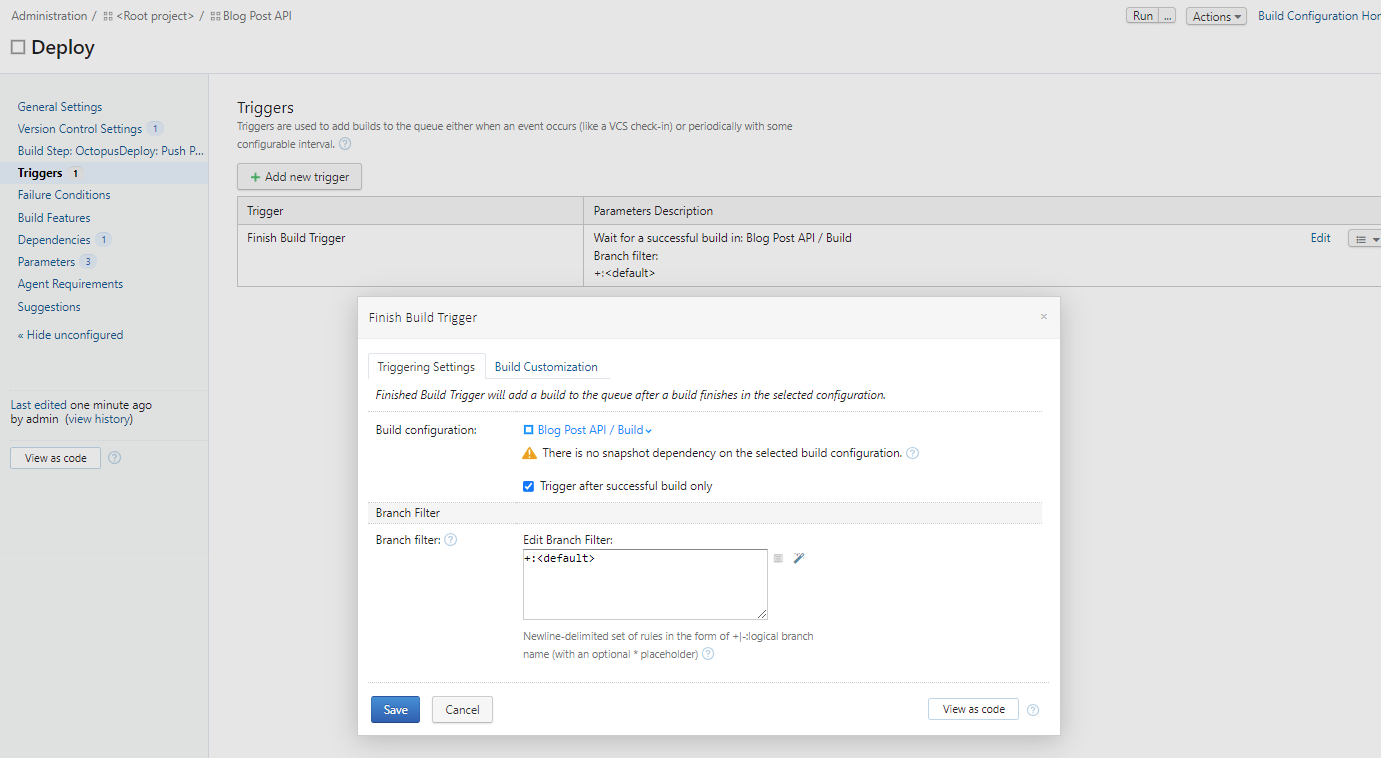 Administration / <Root project> / Blog Post API
Run ... Actions Build Configuration Hor
Deploy
General Settings
Version Control Settings 1
Build Step: OctopusDeploy: Push P...
Triggers 1
Failure Conditions
Build Features
Dependencies 1
Parameters 3
Agent Requirements
Suggestions
« Hide unconfigured
Last edited one minute ago
by admin (view history)
View as code ?
Triggers
Triggers are used to add builds to the queue either when an event occurs (like a VCS check-in) or periodically with some
configurable interval. ?
+ Add new trigger
Trigger Parameters Description
Finish Build Trigger Wait for a successful build in: Blog Post API / Build Edit
Branch filter:
+:<default>
Finish Build Trigger ×
Triggering Settings Build Customization
Finished Build Trigger will add a build to the queue after a build finishes in the selected configuration.
Build configuration: Blog Post API / Build
There is no snapshot dependency on the selected build configuration. ?
Trigger after successful build only
Branch Filter
Branch filter: ? Edit Branch Filter:
+:<default>
Newline-delimited set of rules in the form of +|-:logical branch
name (with an optional * placeholder) ?
Save Cancel View as code ?